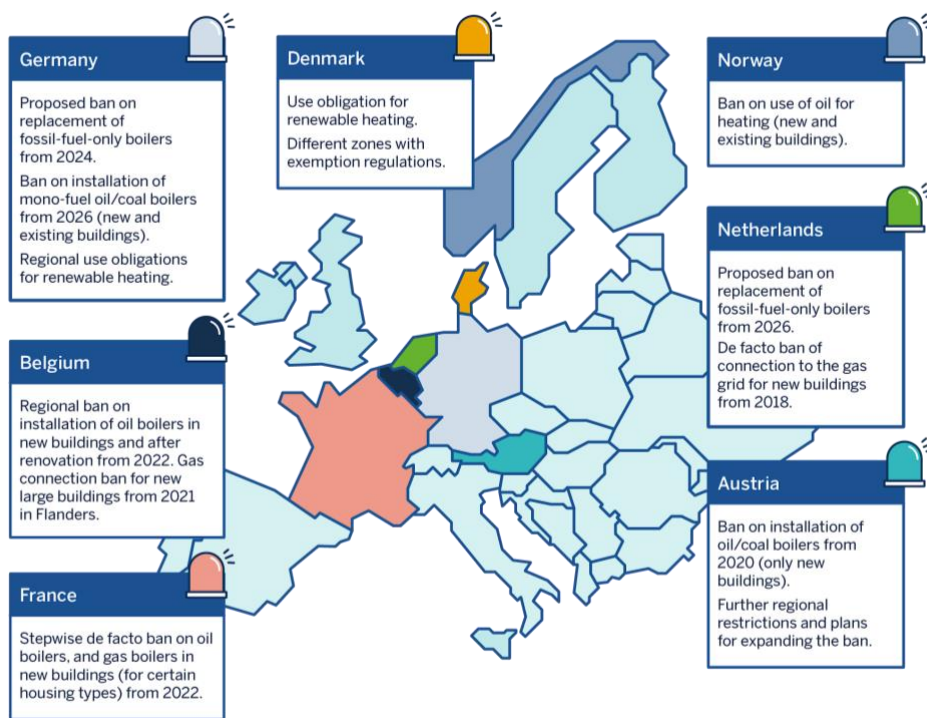 Germany
Proposed ban on
replacement of
fossil-fuel-only boilers
from 2024.
Ban on installation of
mono-fuel oil/coal boilers
from 2026 (new and
existing buildings).
Regional use obligations
for renewable heating.
Denmark
Use obligation for
renewable heating.
Different zones with
exemption regulations.
Norway
Ban on use of oil for
heating (new and
existing buildings).
Netherlands
Proposed ban on
replacement of
fossil-fuel-only boilers
from 2026.
De facto ban of
connection to the gas
grid for new buildings
from 2018.
Belgium
Regional ban on
installation of oil boilers in
new buildings and after
renovation from 2022. Gas
connection ban for new
large buildings from 2021
in Flanders.
Austria
Ban on installation of
oil/coal boilers from
2020 (only new
buildings).
Further regional
restrictions and plans
for expanding the ban.
France
Stepwise de facto ban on oil
boilers, and gas boilers in
new buildings (for certain
housing types) from 2022.